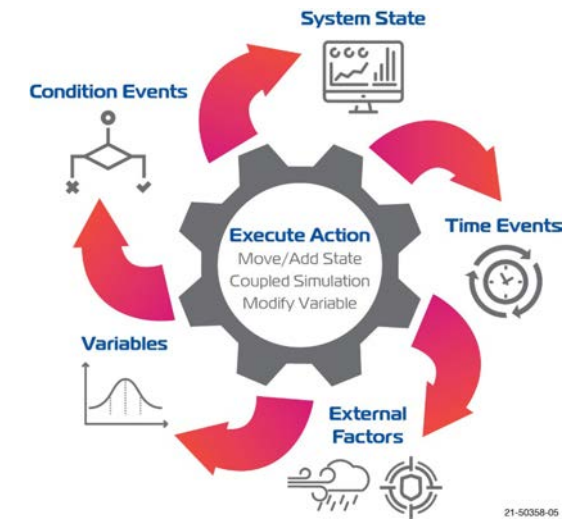 System State
Condition Events
Time Events
Execute Action
Move/Add State
Coupled Simulation
Modify Variable
Variables
External
Factors
21-50358-05